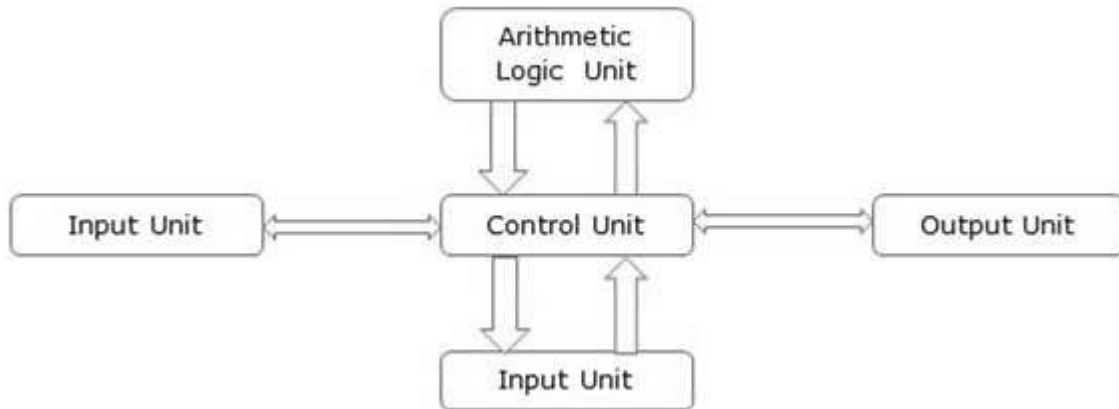 Arithmetic
Logic Unit
Input Unit
Control Unit
Output Unit
Input Unit